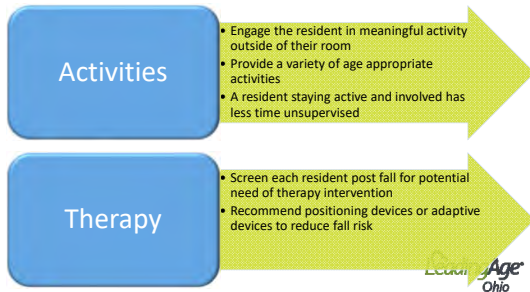 Activities
• Engage the resident in meaningful activity
outside of their room
• Provide a variety of age appropriate
activities
• A resident staying active and involved has
less time unsupervised
Therapy
• Screen each resident post fall for potential
need of therapy intervention
• Recommend positioning devices or adaptive
devices to reduce fall risk
LeadingAge
Ohio